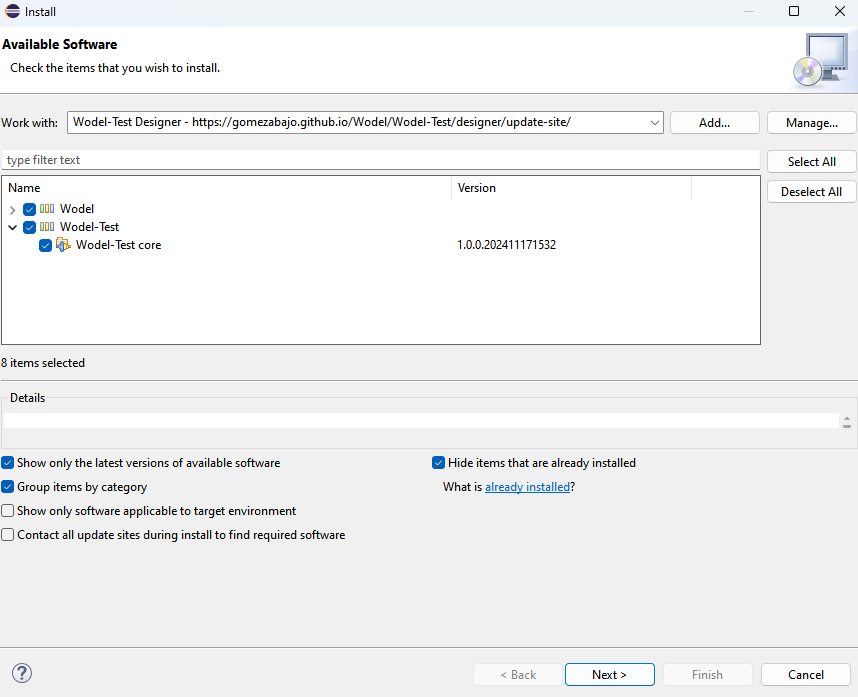 Install
Available Software
Check the items that you wish to install.
Work with: Wodel-Test Designer - https://gomezabajo.github.io/Wodel/Wodel-Test/designer/update-site/ Add... Manage...
type filter text Select All
Name Version Deselect All
Wodel
Wodel-Test
Wodel-Test core 1.0.0.202411171532
8 items selected
Details
Show only the latest versions of available software Hide items that are already installed
Group items by category What is already installed?
Show only software applicable to target environment
Contact all update sites during install to find required software
? < Back Next > Finish Cancel